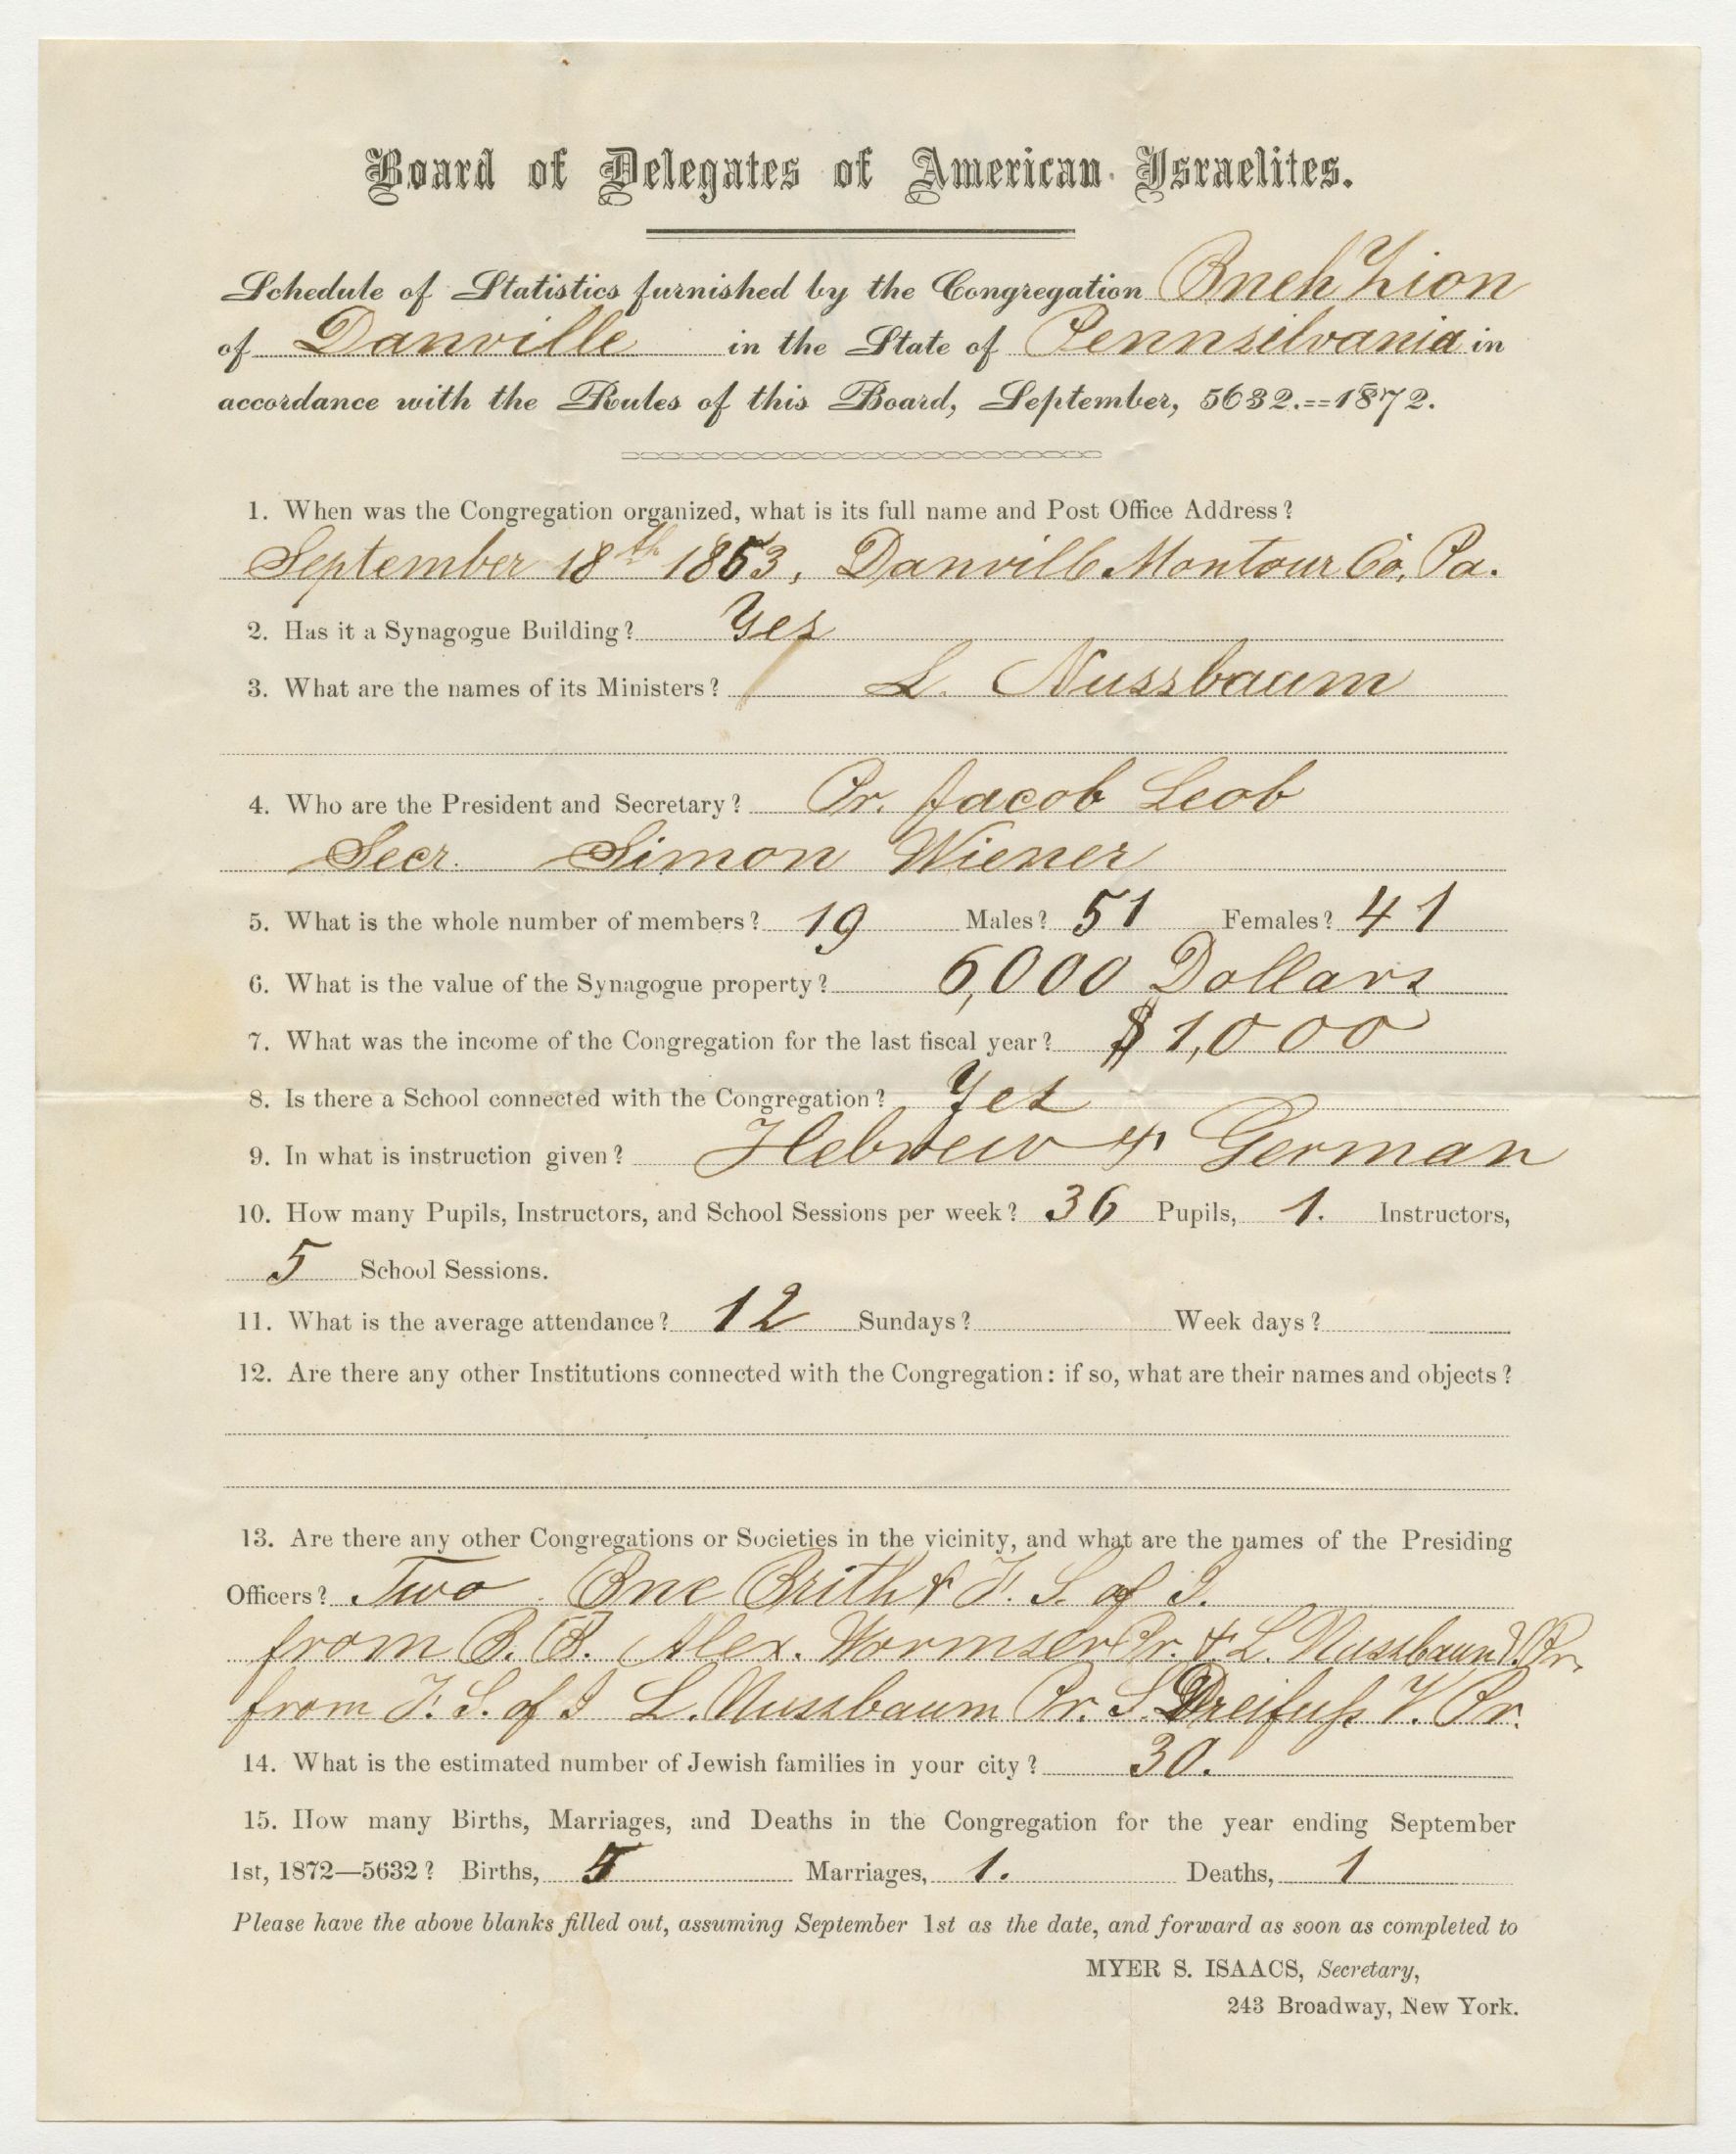 Board of Delegates of American Israelites.
Schedule of Statistics furnished by the Congregation Bneh Zion
of Danville in the State of Pennsilvania in
accordance with the Rules of this Board, September, 5632.==1872.
1. When was the Congregation organized, what is its full name and Post Office Address?
September 18th 1853, Danville Montour Co. Pa.
2. Has it a Synagogue Building? Yes
3. What are the names of its Ministers? L. Nussbaum
4. Who are the President and Secretary? Pr. Jacob Leob
Secr. Simon Wiener
5. What is the whole number of members? 19 Males? 51 Females? 41
6. What is the value of the Synagogue property? 6,000 Dollars
7. What was the income of the Congregation for the last fiscal year? $1,000
8. Is there a School connected with the Congregation? Yes
9. In what is instruction given? Hebrew & German
10. How many Pupils, Instructors, and School Sessions per week? 36 Pupils, 1. Instructors,
5 School Sessions.
11. What is the average attendance? 12 Sundays? Week days?
12. Are there any other Institutions connected with the Congregation: if so, what are their names and objects?
13. Are there any other Congregations or Societies in the vicinity, and what are the names of the Presiding
Officers? Two. Bne Brith & F. S. of I.
from B. B. Alex. Wormser Pr. & L. Nussbaum V. Pr.
from F. S. of I L. Nussbaum Pr. S. Dreifuss V. Pr.
14. What is the estimated number of Jewish families in your city? 30.
15. How many Births, Marriages, and Deaths in the Congregation for the year ending September
1st, 1872—5632? Births, 5 Marriages, 1. Deaths, 1
Please have the above blanks filled out, assuming September 1st as the date, and forward as soon as completed to
MYER S. ISAACS, Secretary,
243 Broadway, New York.